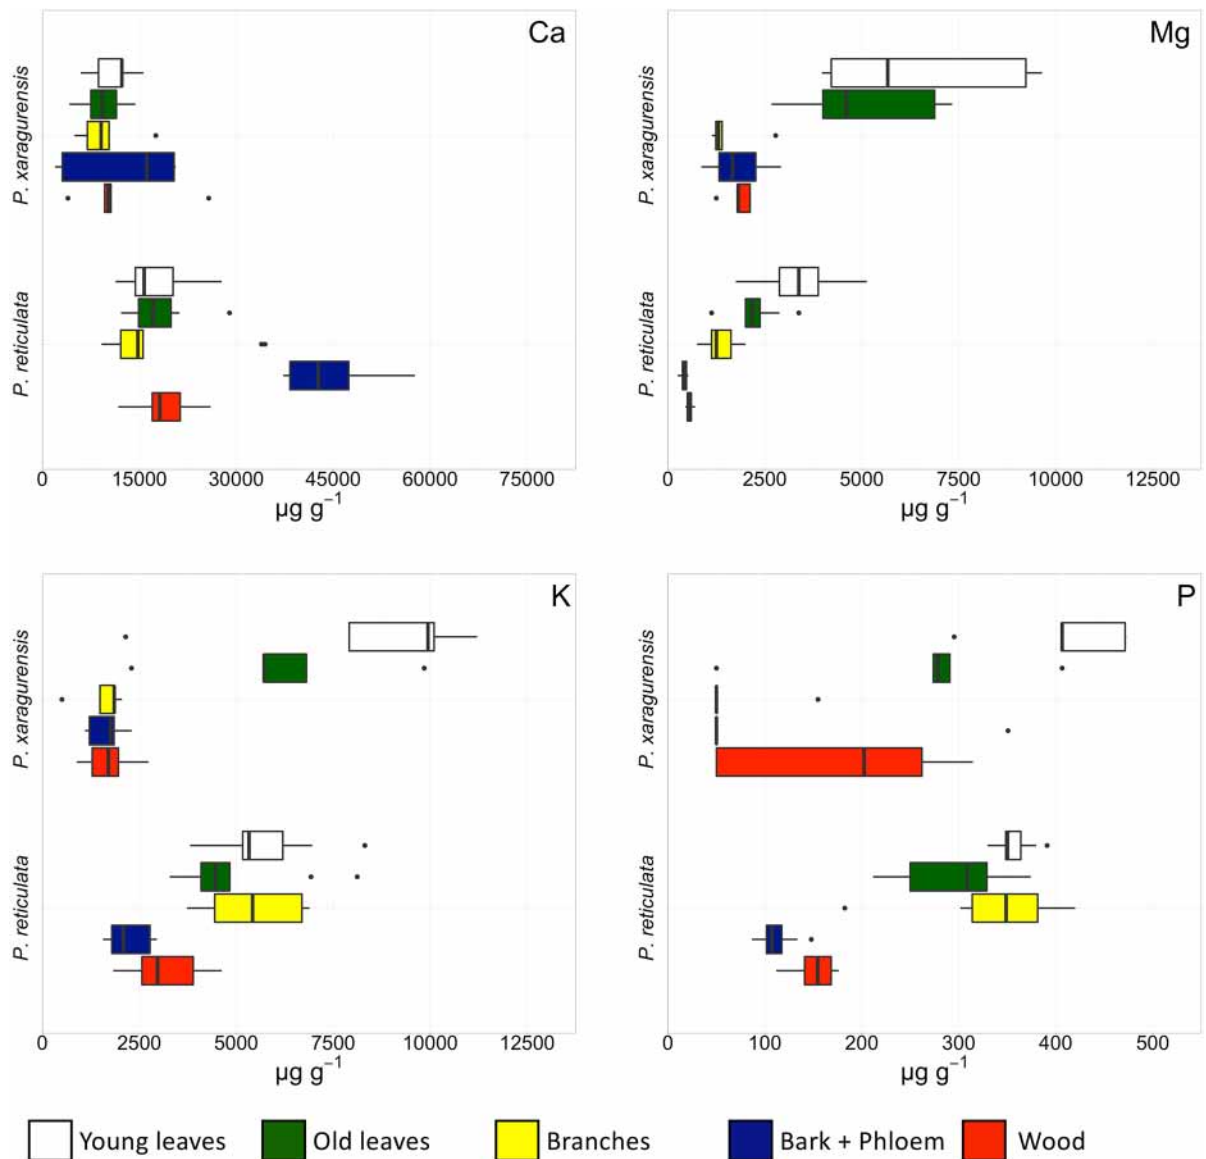 Ca
P. xaragurensis
P. reticulata
0 15000 30000 45000 60000 75000
µg g⁻¹
Mg
P. xaragurensis
P. reticulata
0 2500 5000 7500 10000 12500
µg g⁻¹
K
P. xaragurensis
P. reticulata
0 2500 5000 7500 10000 12500
µg g⁻¹
P
P. xaragurensis
P. reticulata
0 100 200 300 400 500
µg g⁻¹
Young leaves Old leaves Branches Bark + Phloem Wood